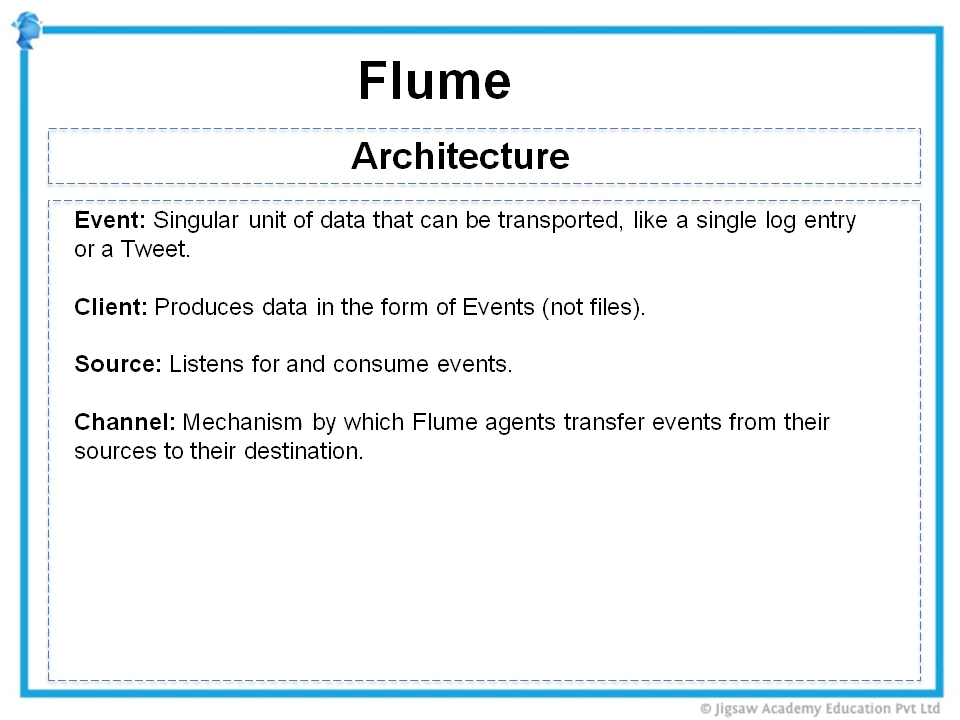 Flume
Architecture
Event: Singular unit of data that can be transported, like a single log entry
or a Tweet.
Client: Produces data in the form of Events (not files).
Source: Listens for and consume events.
Channel: Mechanism by which Flume agents transfer events from their
sources to their destination.
© Jigsaw Academy Education Pvt Ltd